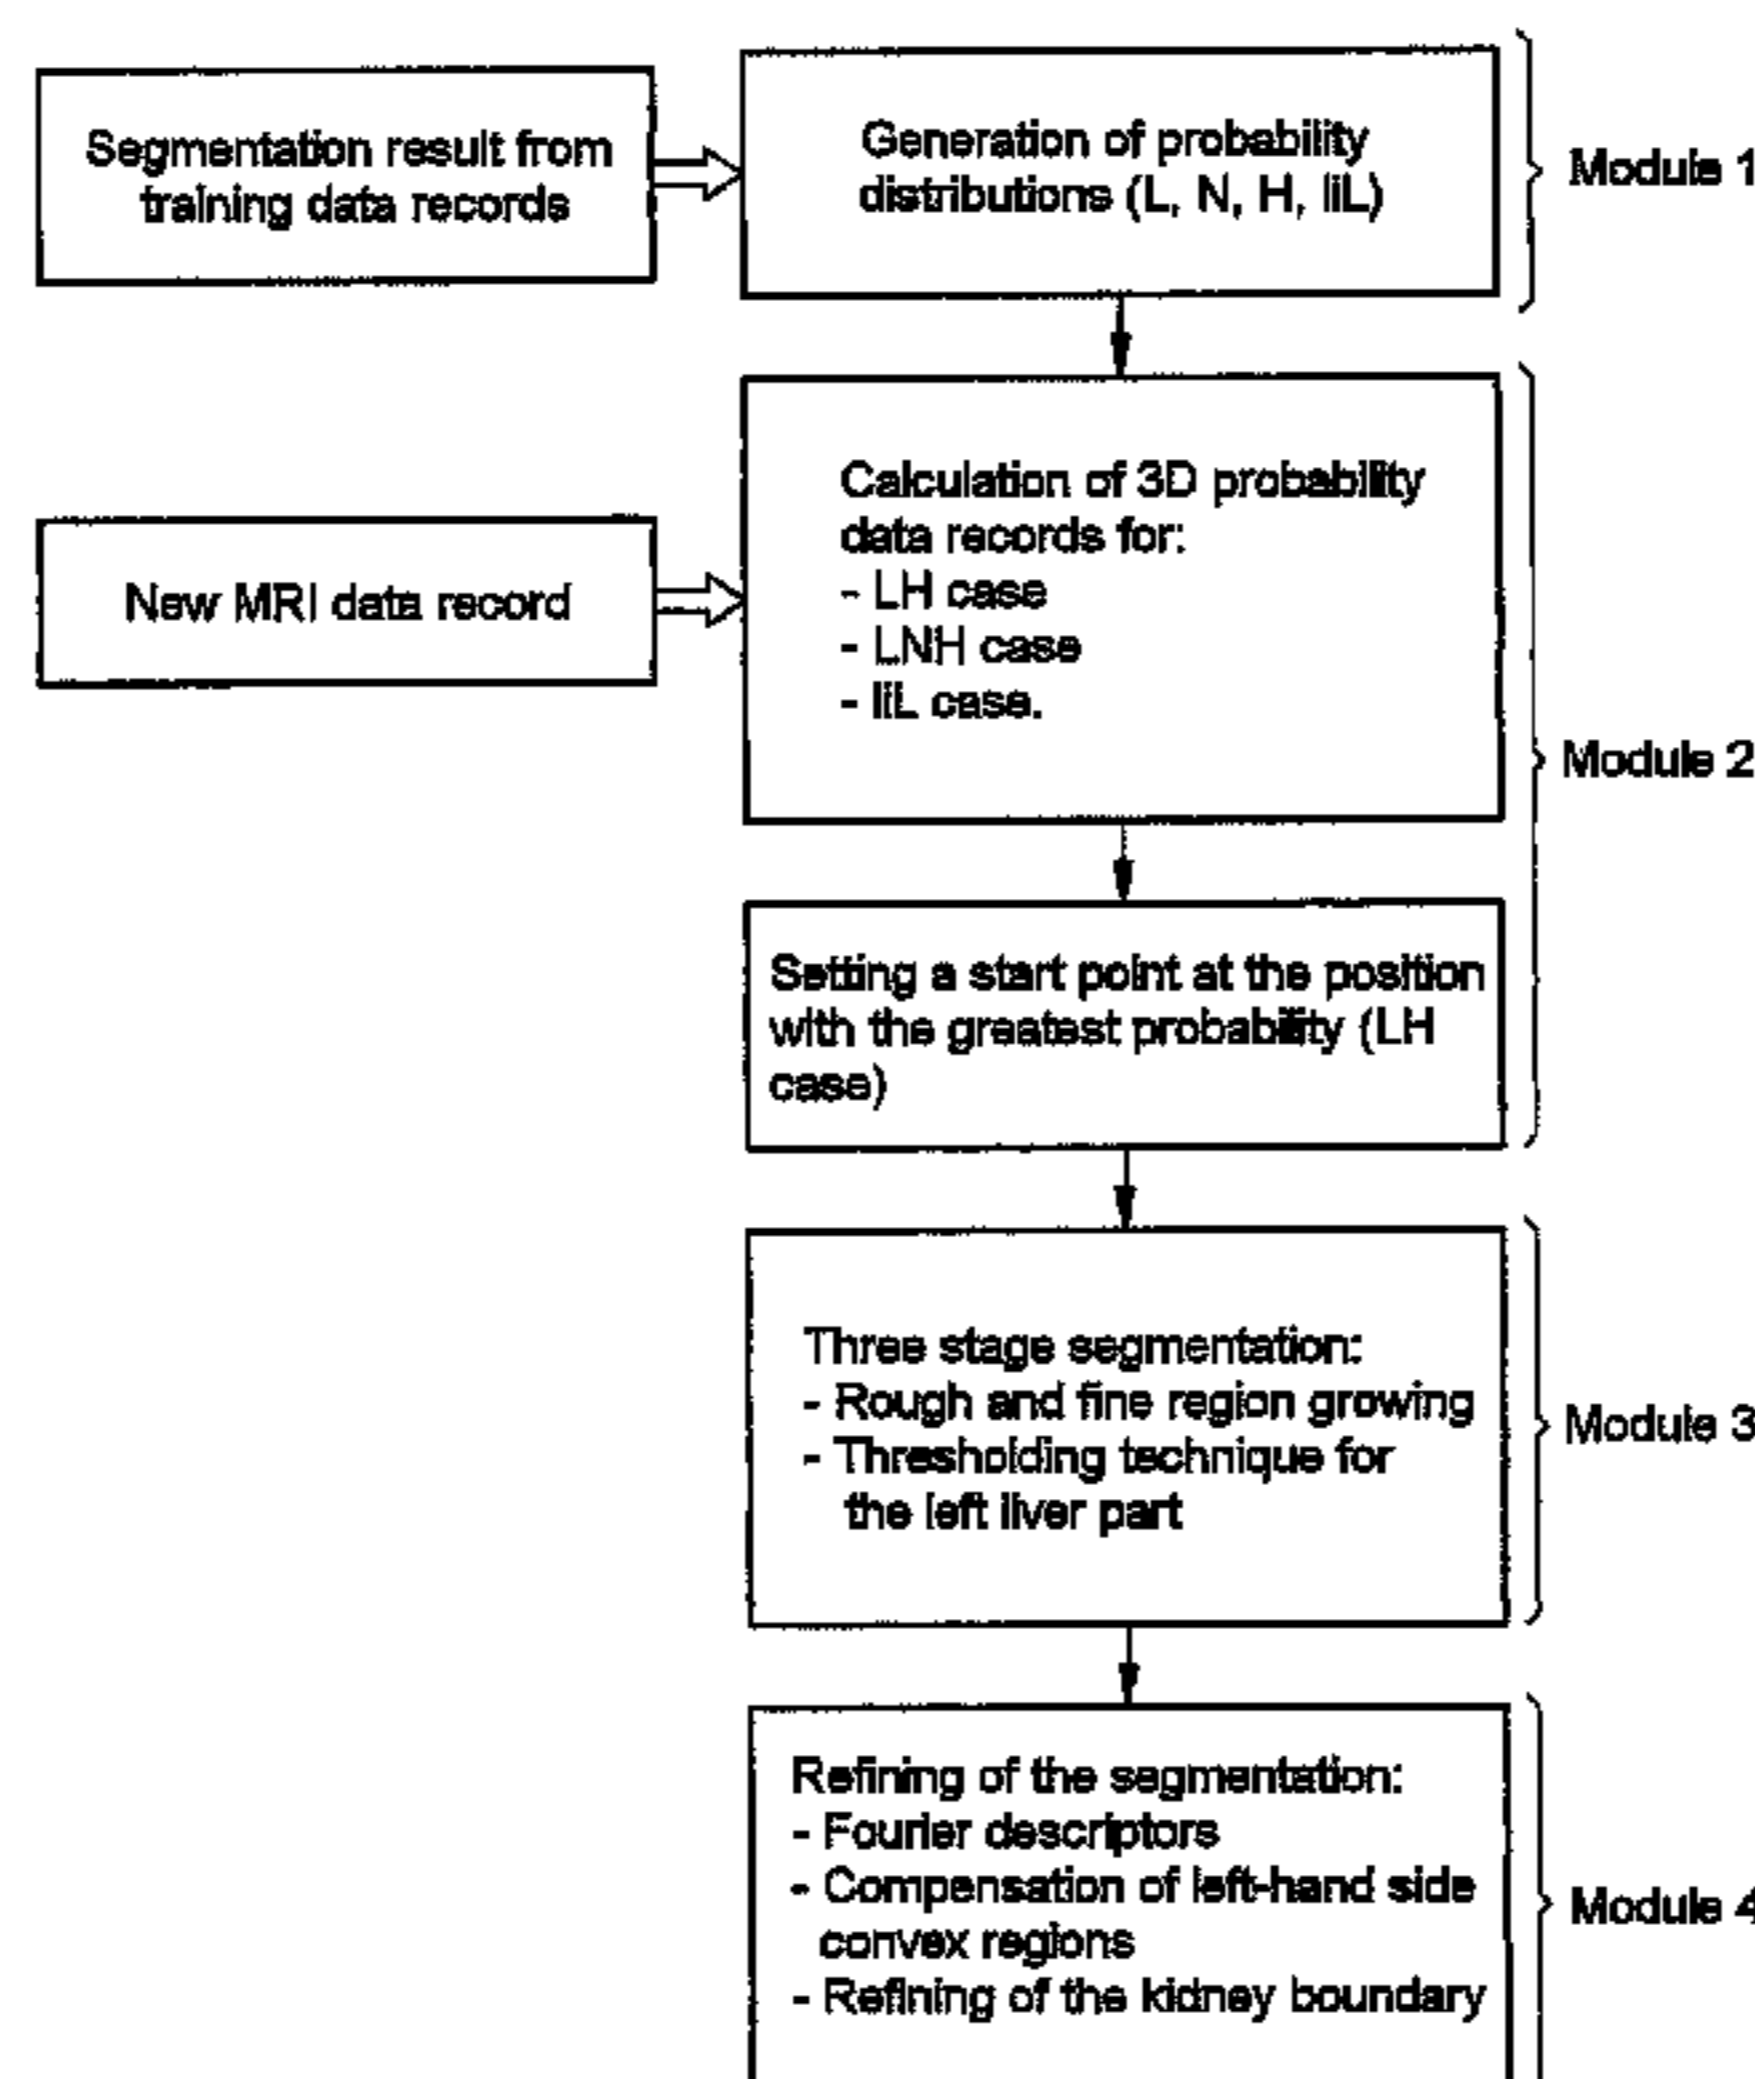 Segmentation result from
training data records
Generation of probability
distributions (L, N, H, liL)
Module 1
New MRI data record
Calculation of 3D probability
data records for:
- LH case
- LNH case
- liL case.
Module 2
Setting a start point at the position
with the greatest probability (LH
case)
Three stage segmentation:
- Rough and fine region growing
- Thresholding technique for
the left liver part
Module 3
Refining of the segmentation:
- Fourier descriptors
- Compensation of left-hand side
convex regions
- Refining of the kidney boundary
Module 4